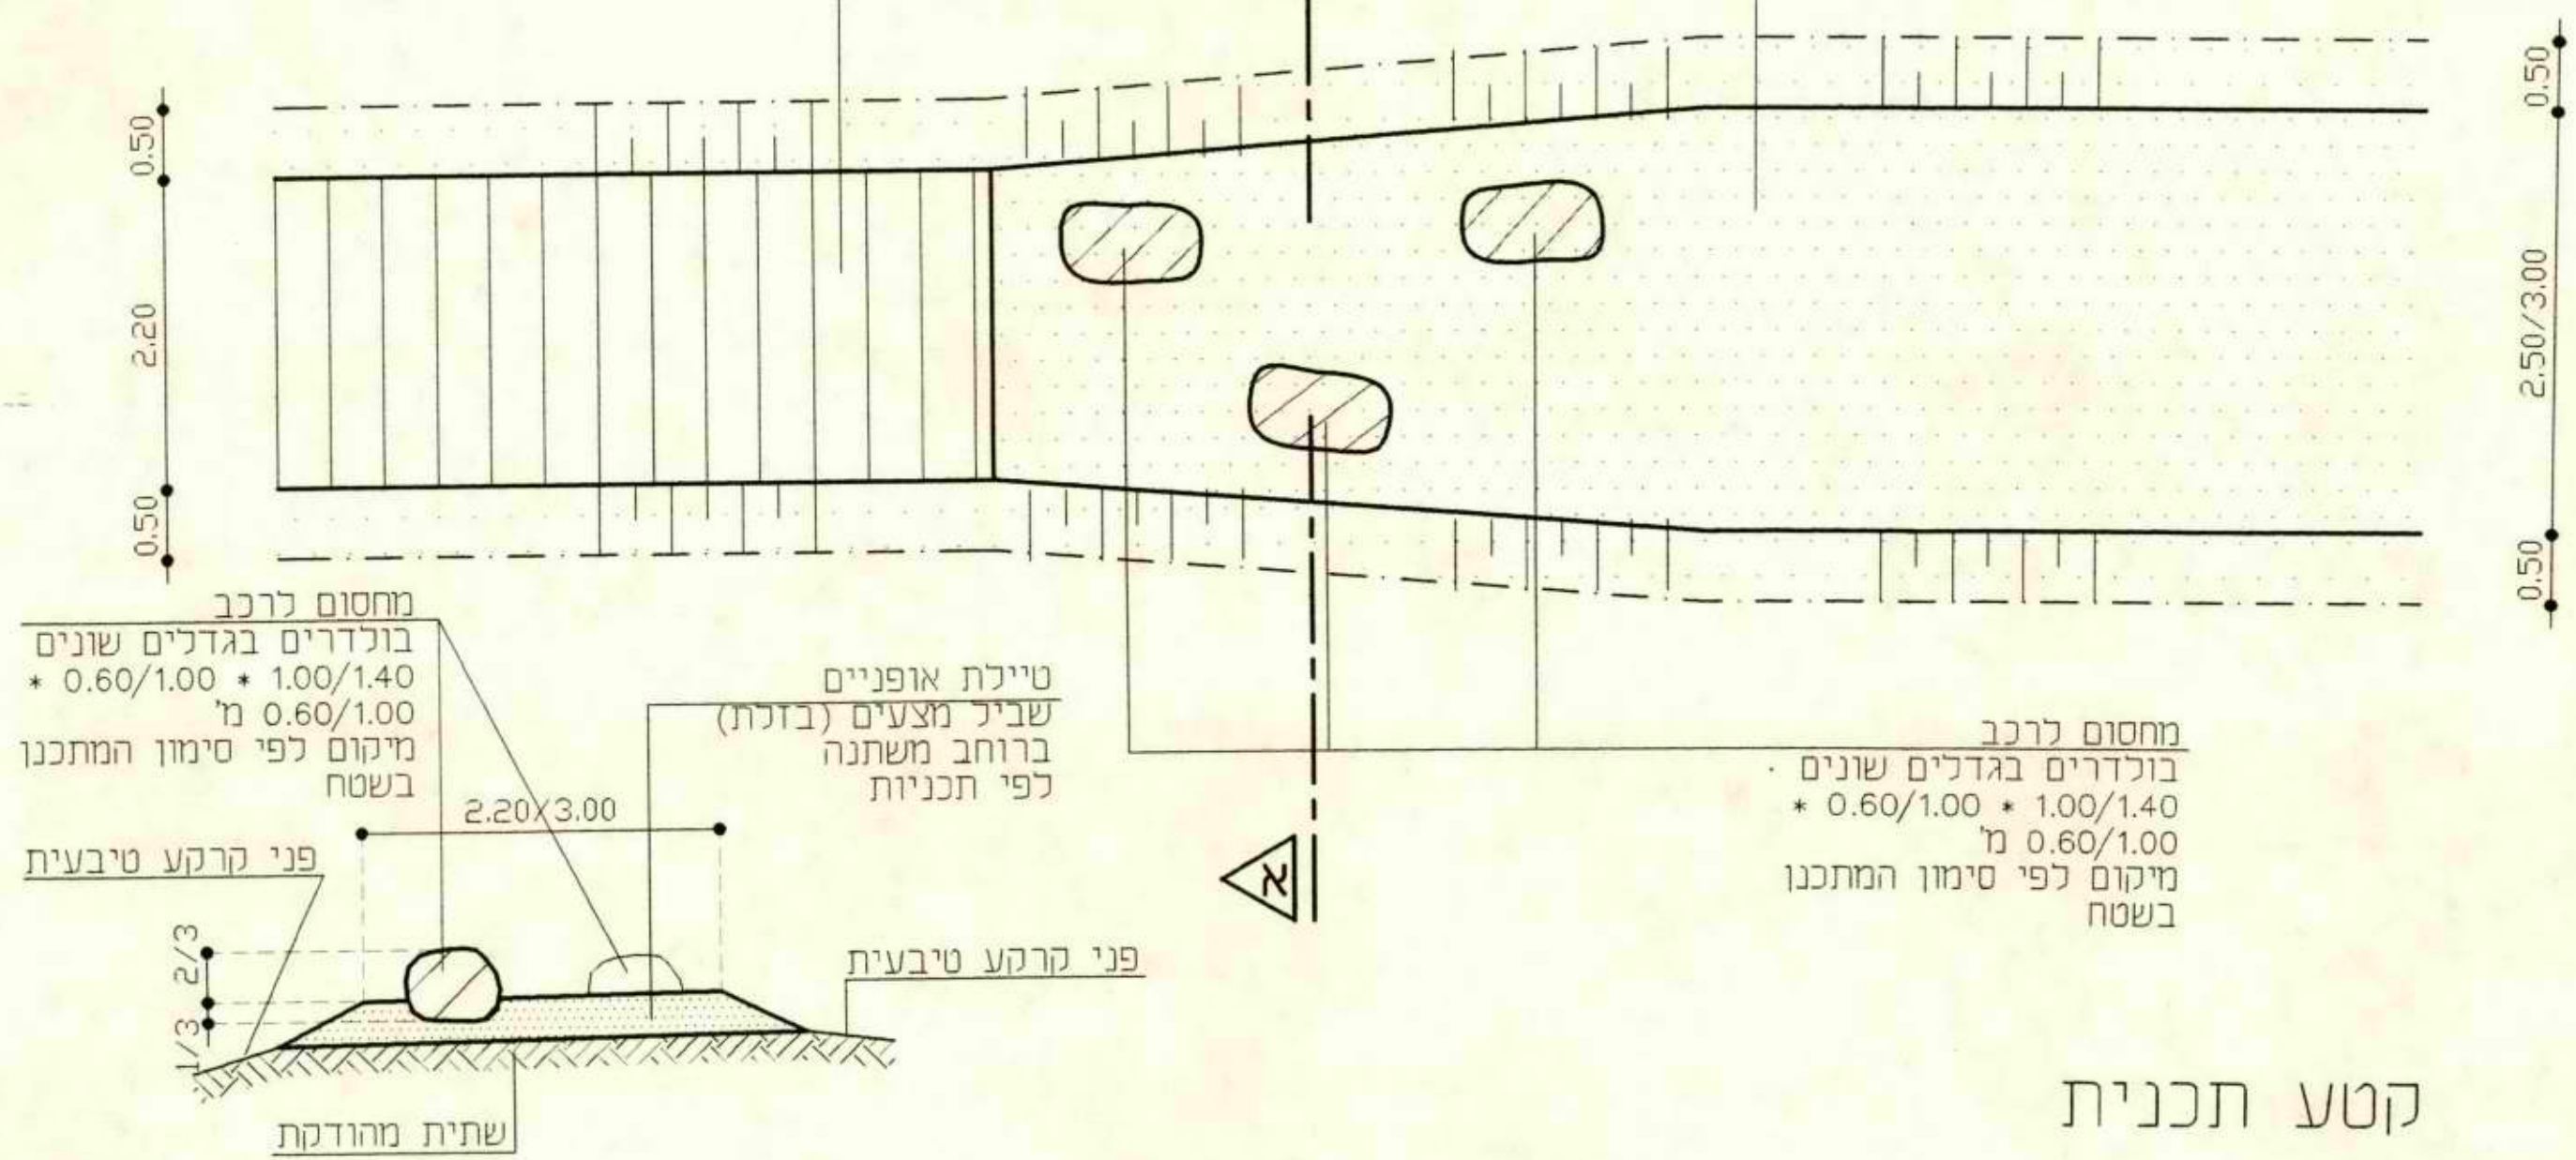 0.50
2.20
0.50
0.50
2.50/3.00
0.50
מחסום לרכב
בולדרים בגדלים שונים
1.00/1.40 * 0.60/1.00 *
0.60/1.00 מ'
מיקום לפי סימון המתכנן
בשטח
טיילת אופניים
שביל מצעים (בזלת)
ברוחב משתנה
לפי תכניות
מחסום לרכב
בולדרים בגדלים שונים
1.00/1.40 * 0.60/1.00 *
0.60/1.00 מ'
מיקום לפי סימון המתכנן
בשטח
א
2.20/3.00
פני קרקע טיבעית
2/3
1/3
פני קרקע טיבעית
שתית מהודקת
קטע תכנית